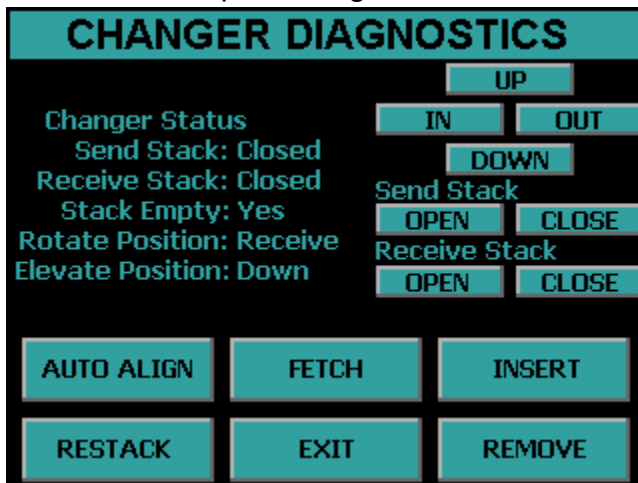 CHANGER DIAGNOSTICS
UP
IN OUT
DOWN
Changer Status
Send Stack: Closed
Receive Stack: Closed
Stack Empty: Yes
Rotate Position: Receive
Elevate Position: Down
Send Stack
OPEN CLOSE
Receive Stack
OPEN CLOSE
AUTO ALIGN FETCH INSERT
RESTACK EXIT REMOVE